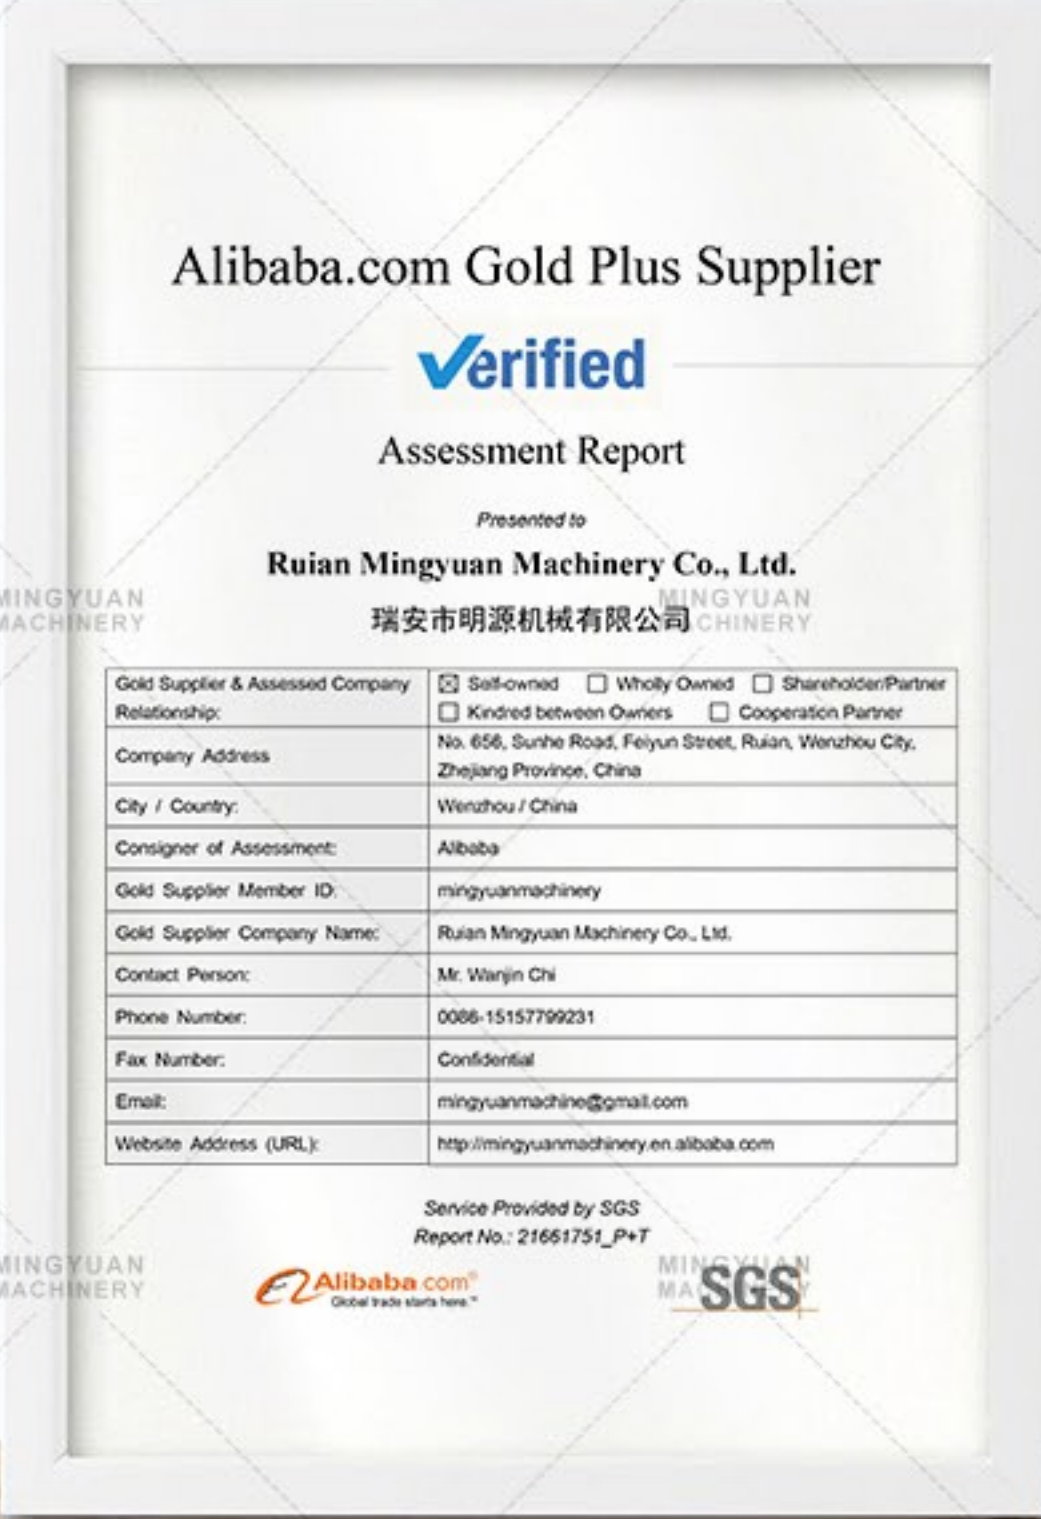 Alibaba.com Gold Plus Supplier
Verified
Assessment Report
Presented to
Ruian Mingyuan Machinery Co., Ltd.
瑞安市明源机械有限公司
MINGYUAN MACHINERY
MINGYUAN MACHINERY
Gold Supplier & Assessed Company Relationship:
☒ Self-owned ☐ Wholly Owned ☐ Shareholder/Partner
☐ Kindred between Owners ☐ Cooperation Partner
Company Address
No. 656, Sunhe Road, Feiyun Street, Ruian, Wenzhou City,
Zhejiang Province, China
City / Country: Wenzhou / China
Consigner of Assessment: Alibaba
Gold Supplier Member ID: mingyuanmachinery
Gold Supplier Company Name: Ruian Mingyuan Machinery Co., Ltd.
Contact Person: Mr. Wanjin Chi
Phone Number: 0086-15157799231
Fax Number: Confidential
Email: mingyuanmachine@gmail.com
Website Address (URL): http://mingyuanmachinery.en.alibaba.com
Service Provided by SGS
Report No.: 21661751_P+T
MINGYUAN MACHINERY
MINGYUAN MACHINERY
Alibaba.com®
Global trade starts here.™
SGS